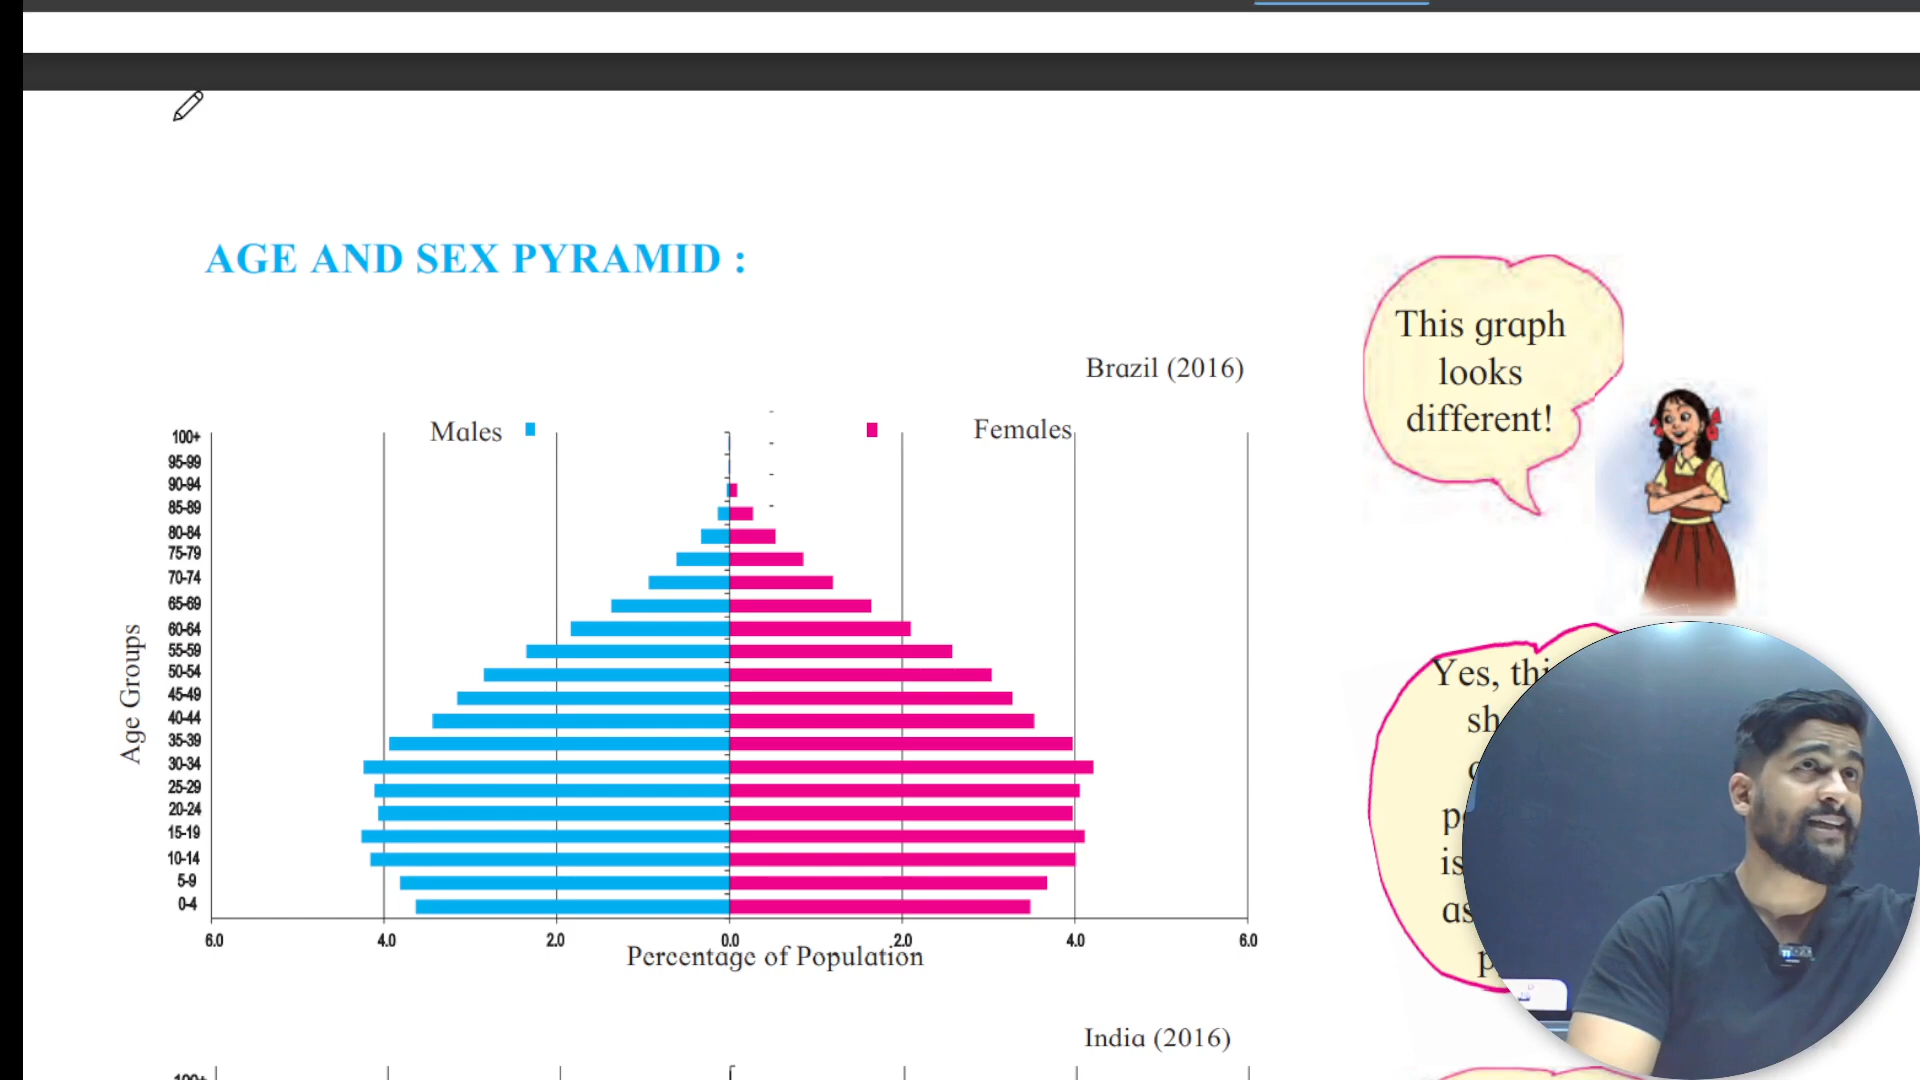 AGE AND SEX PYRAMID :
Brazil (2016)
Males
Females
100+
95-99
90-94
85-89
80-84
75-79
70-74
65-69
60-64
55-59
50-54
45-49
40-44
35-39
30-34
25-29
20-24
15-19
10-14
5-9
0-4
Age Groups
6.0 4.0 2.0 0.0 2.0 4.0 6.0
Percentage of Population
This graph
looks
different!
Yes,
is
India (2016)
100+